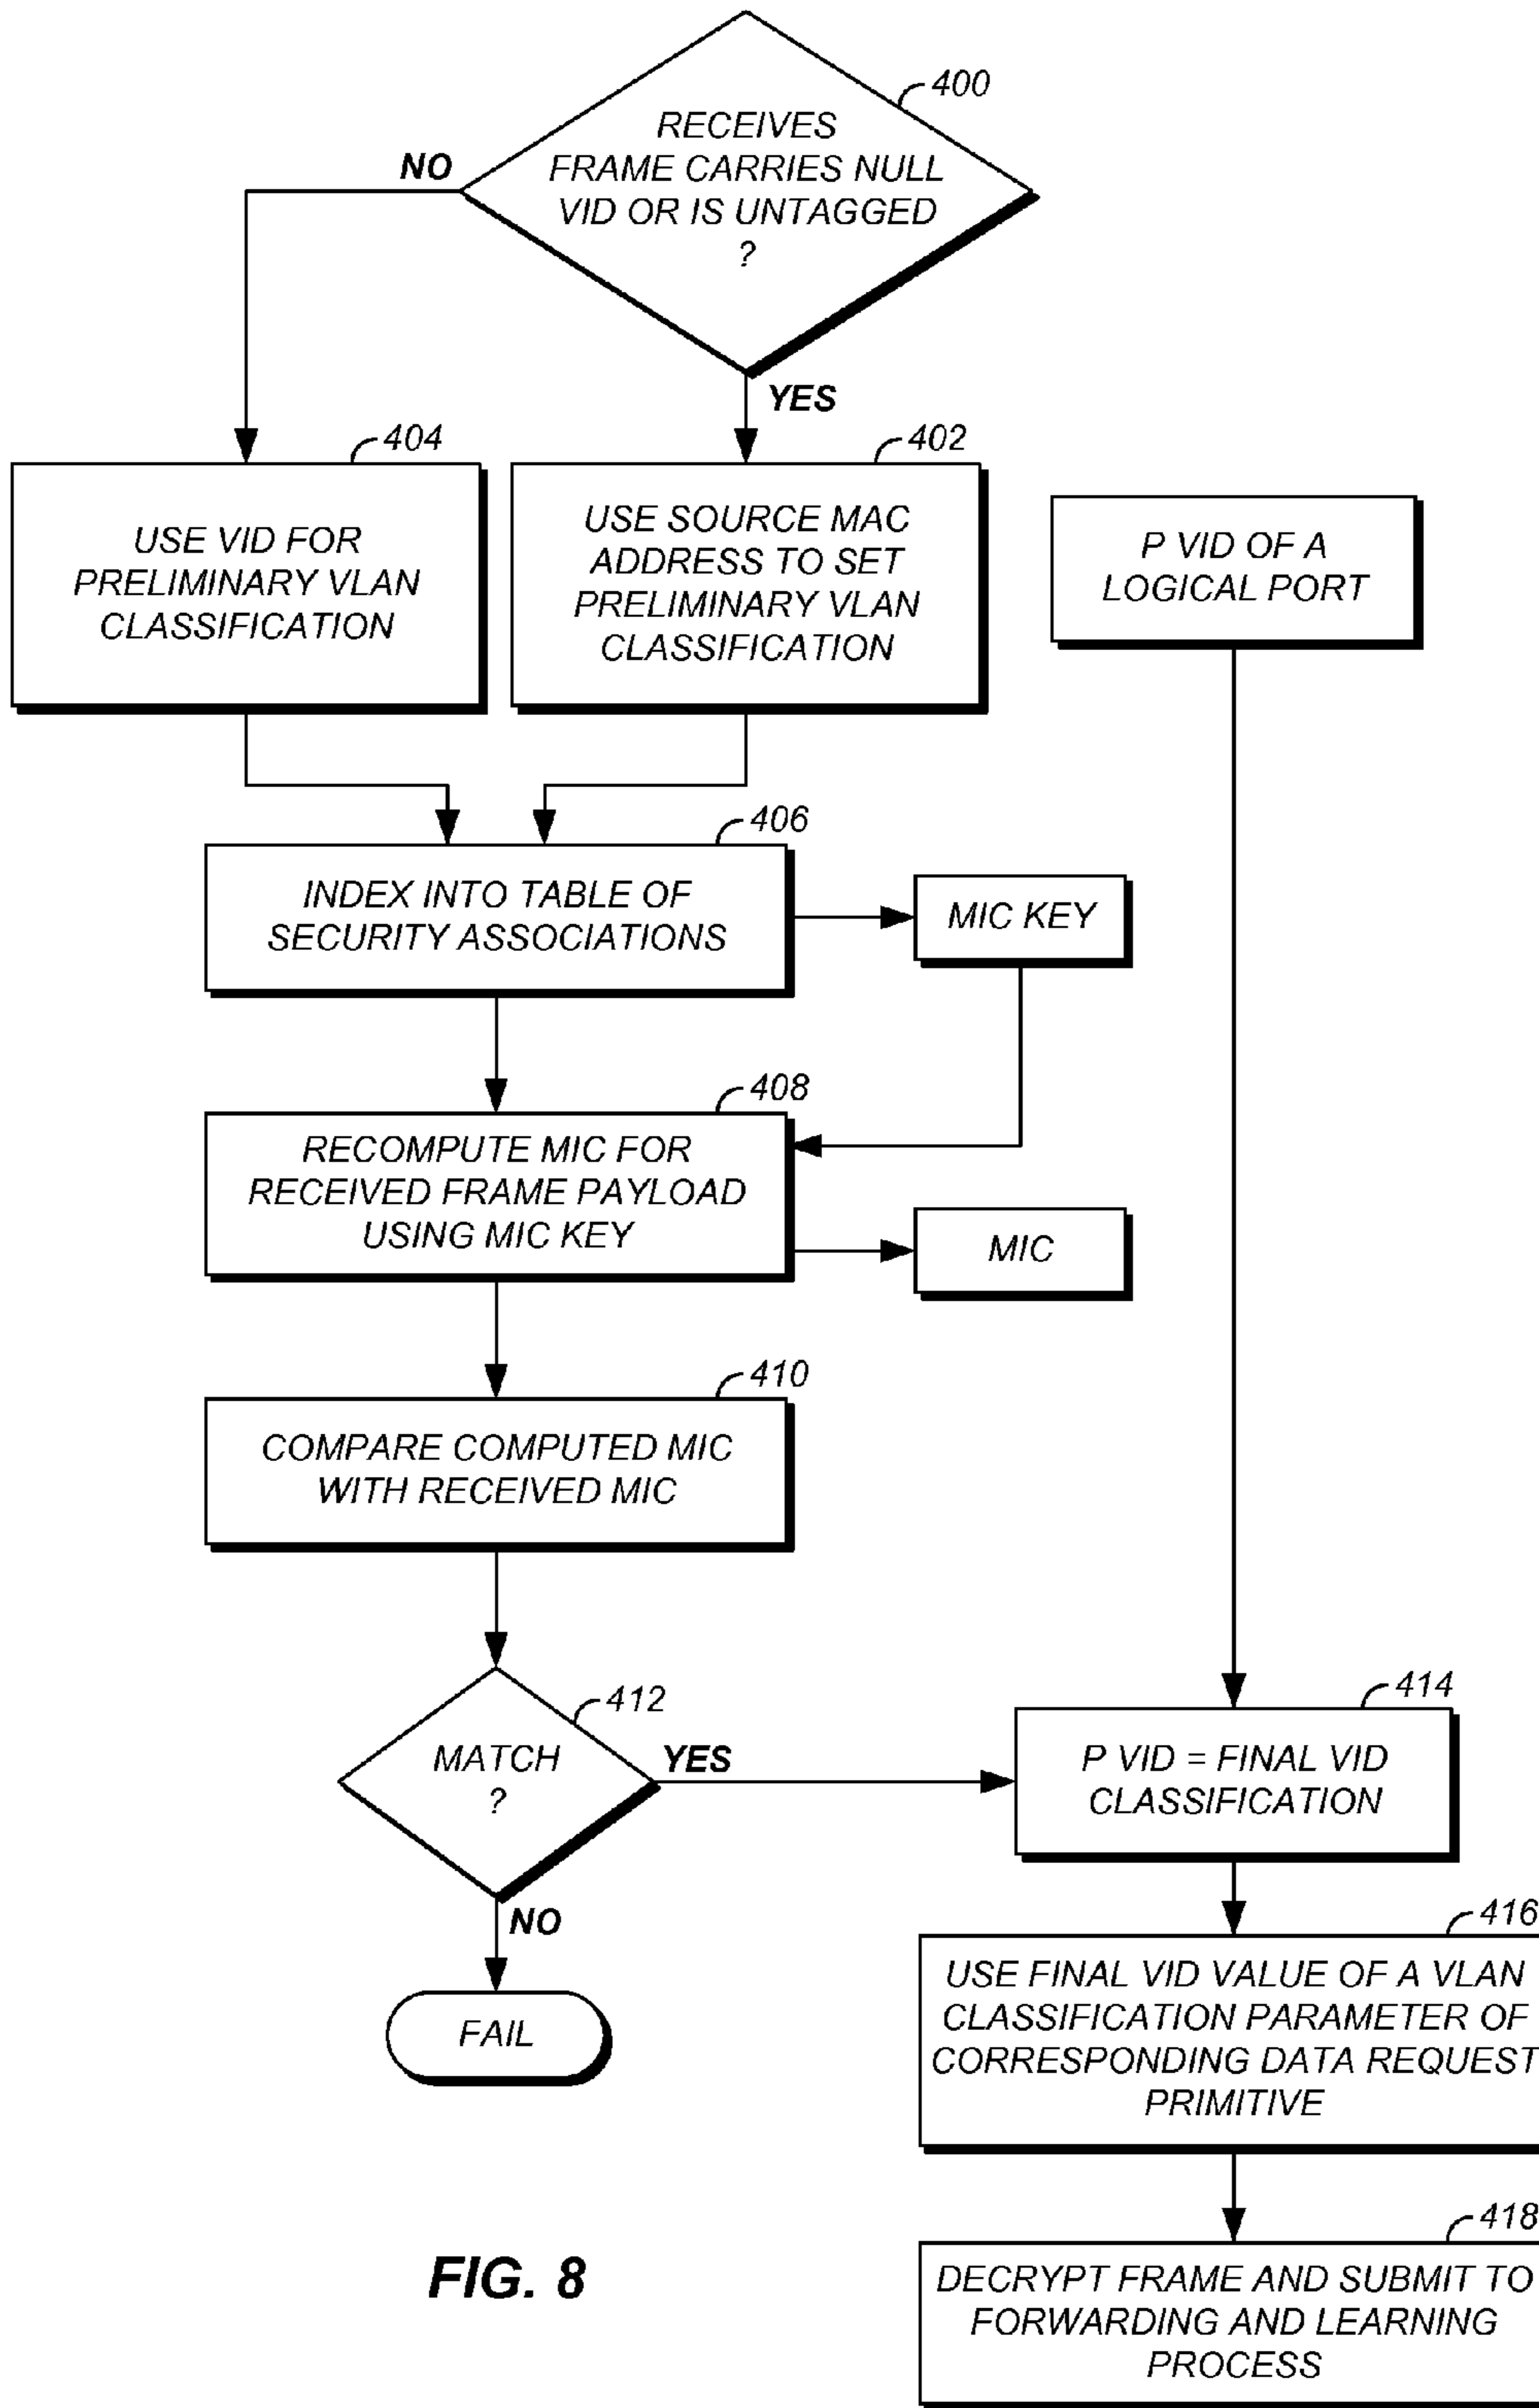 400
RECEIVES
FRAME CARRIES NULL
VID OR IS UNTAGGED
?
NO
YES
404
USE VID FOR
PRELIMINARY VLAN
CLASSIFICATION
402
USE SOURCE MAC
ADDRESS TO SET
PRELIMINARY VLAN
CLASSIFICATION
P VID OF A
LOGICAL PORT
406
INDEX INTO TABLE OF
SECURITY ASSOCIATIONS
MIC KEY
408
RECOMPUTE MIC FOR
RECEIVED FRAME PAYLOAD
USING MIC KEY
MIC
410
COMPARE COMPUTED MIC
WITH RECEIVED MIC
412
MATCH
?
YES
NO
FAIL
414
P VID = FINAL VID
CLASSIFICATION
416
USE FINAL VID VALUE OF A VLAN
CLASSIFICATION PARAMETER OF
CORRESPONDING DATA REQUEST
PRIMITIVE
418
DECRYPT FRAME AND SUBMIT TO
FORWARDING AND LEARNING
PROCESS
FIG. 8